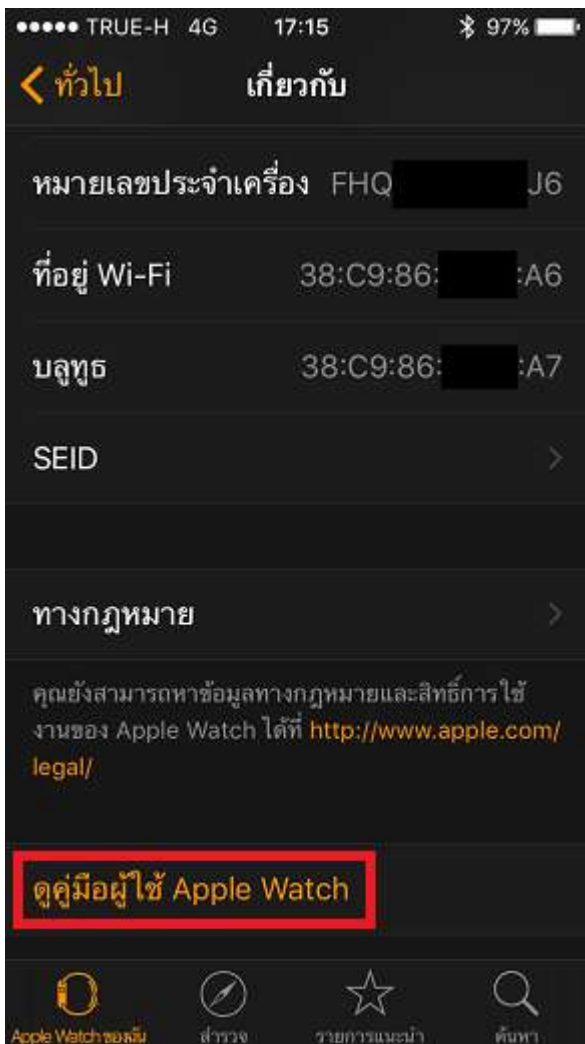 TRUE-H 4G 17:15 97%
ทั่วไป เกี่ยวกับ
หมายเลขประจำเครื่อง FHQ J6
ที่อยู่ Wi-Fi 38:C9:86: :A6
บลูทูธ 38:C9:86: :A7
SEID
ทางกฎหมาย
คุณยังสามารถหาข้อมูลทางกฎหมายและสิทธิ์การใช้
งานของ Apple Watch ได้ที่ http://www.apple.com/
legal/
ดูคู่มือผู้ใช้ Apple Watch
Apple Watch ของฉัน สำรวจ รายการแนะนำ ค้นหา